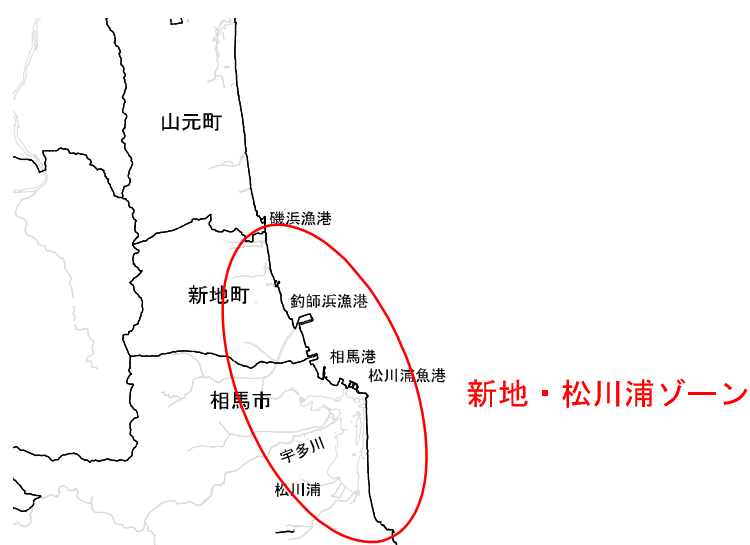 山元町
磯浜漁港
新地町
釣師浜漁港
相馬港
松川浦魚港
新地・松川浦ゾーン
相馬市
宇多川
松川浦